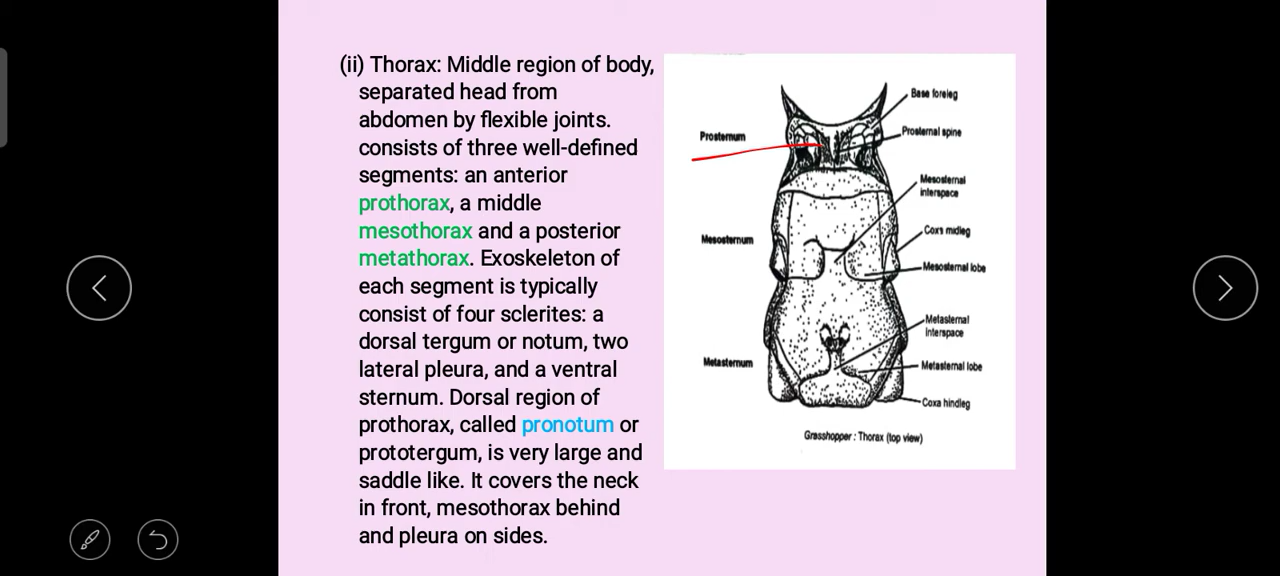 (ii) Thorax: Middle region of body,
separated head from
abdomen by flexible joints.
consists of three well-defined
segments: an anterior
prothorax, a middle
mesothorax and a posterior
metathorax. Exoskeleton of
each segment is typically
consist of four sclerites: a
dorsal tergum or notum, two
lateral pleura, and a ventral
sternum. Dorsal region of
prothorax, called pronotum or
prototergum, is very large and
saddle like. It covers the neck
in front, mesothorax behind
and pleura on sides.
Base foreleg
Prosternum
Prosternal spine
Mesosternal
interspace
Coxs midleg
Mesosternum
Mesosternal lobe
Metasternal
Interspace
Metasternum
Metasternal lobe
Coxa hindleg
Grasshopper : Thorax (top view)